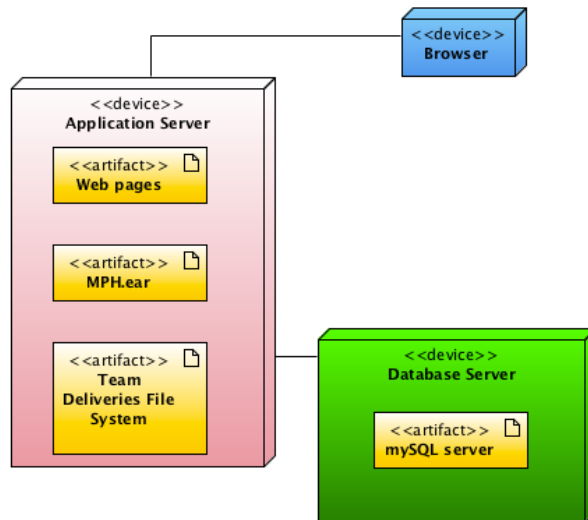 <<device>>
Browser
<<device>>
Application Server
<<artifact>>
Web pages
<<artifact>>
MPH.ear
<<artifact>>
Team
Deliveries File
System
<<device>>
Database Server
<<artifact>>
mySQL server